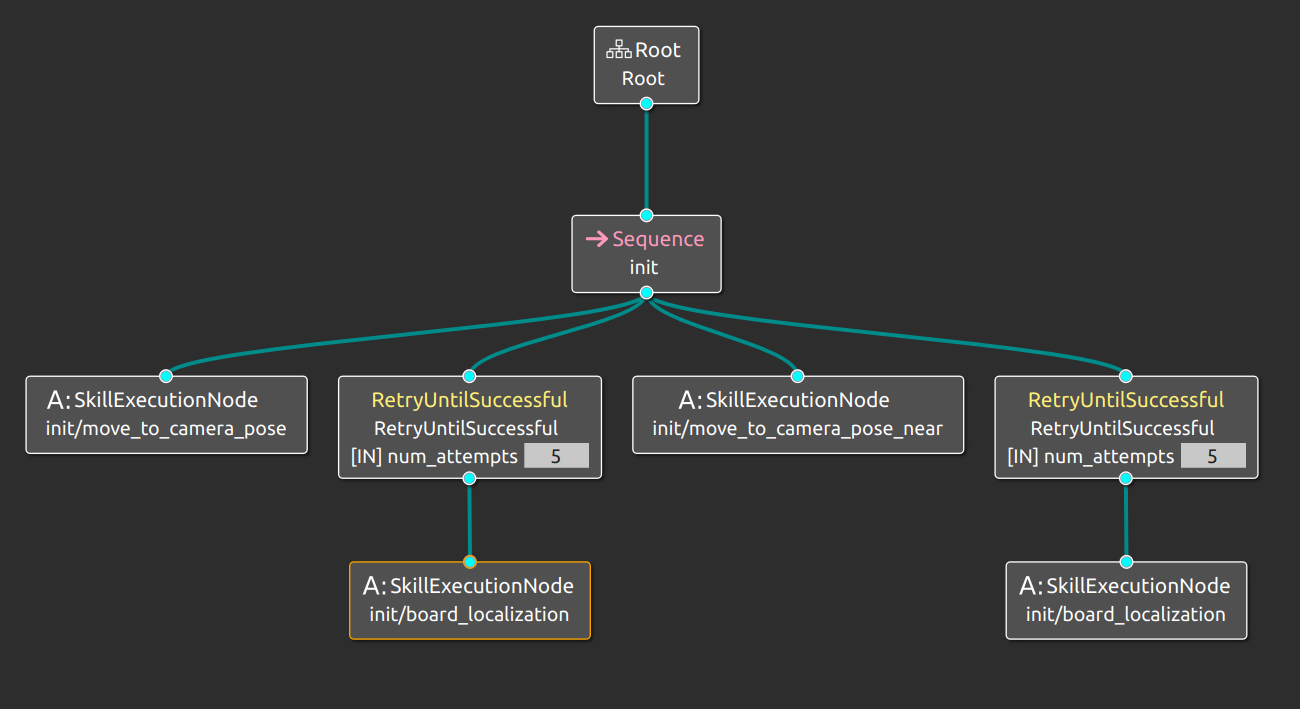 Root
Root
Sequence
init
A:SkillExecutionNode
init/move_to_camera_pose
RetryUntilSuccessful
RetryUntilSuccessful
[IN] num_attempts 5
A:SkillExecutionNode
init/move_to_camera_pose_near
RetryUntilSuccessful
RetryUntilSuccessful
[IN] num_attempts 5
A:SkillExecutionNode
init/board_localization
A:SkillExecutionNode
init/board_localization